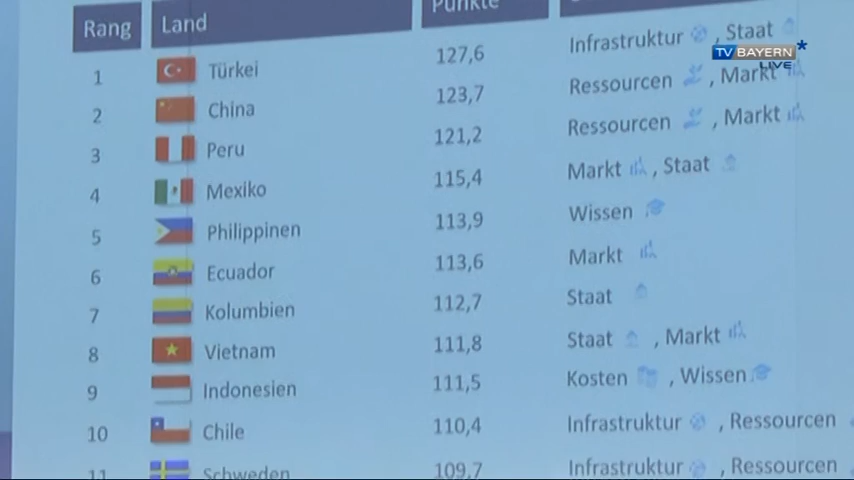 Rang Land Punkte
TV BAYERN*
LIVE
1 Türkei 127,6 Infrastruktur , Staat
2 China 123,7 Ressourcen , Markt
3 Peru 121,2 Ressourcen , Markt
4 Mexiko 115,4 Markt , Staat
5 Philippinen 113,9 Wissen
6 Ecuador 113,6 Markt
7 Kolumbien 112,7 Staat
8 Vietnam 111,8 Staat , Markt
9 Indonesien 111,5 Kosten , Wissen
10 Chile 110,4 Infrastruktur , Ressourcen
11 Schweden 109,7 Infrastruktur , Ressourcen